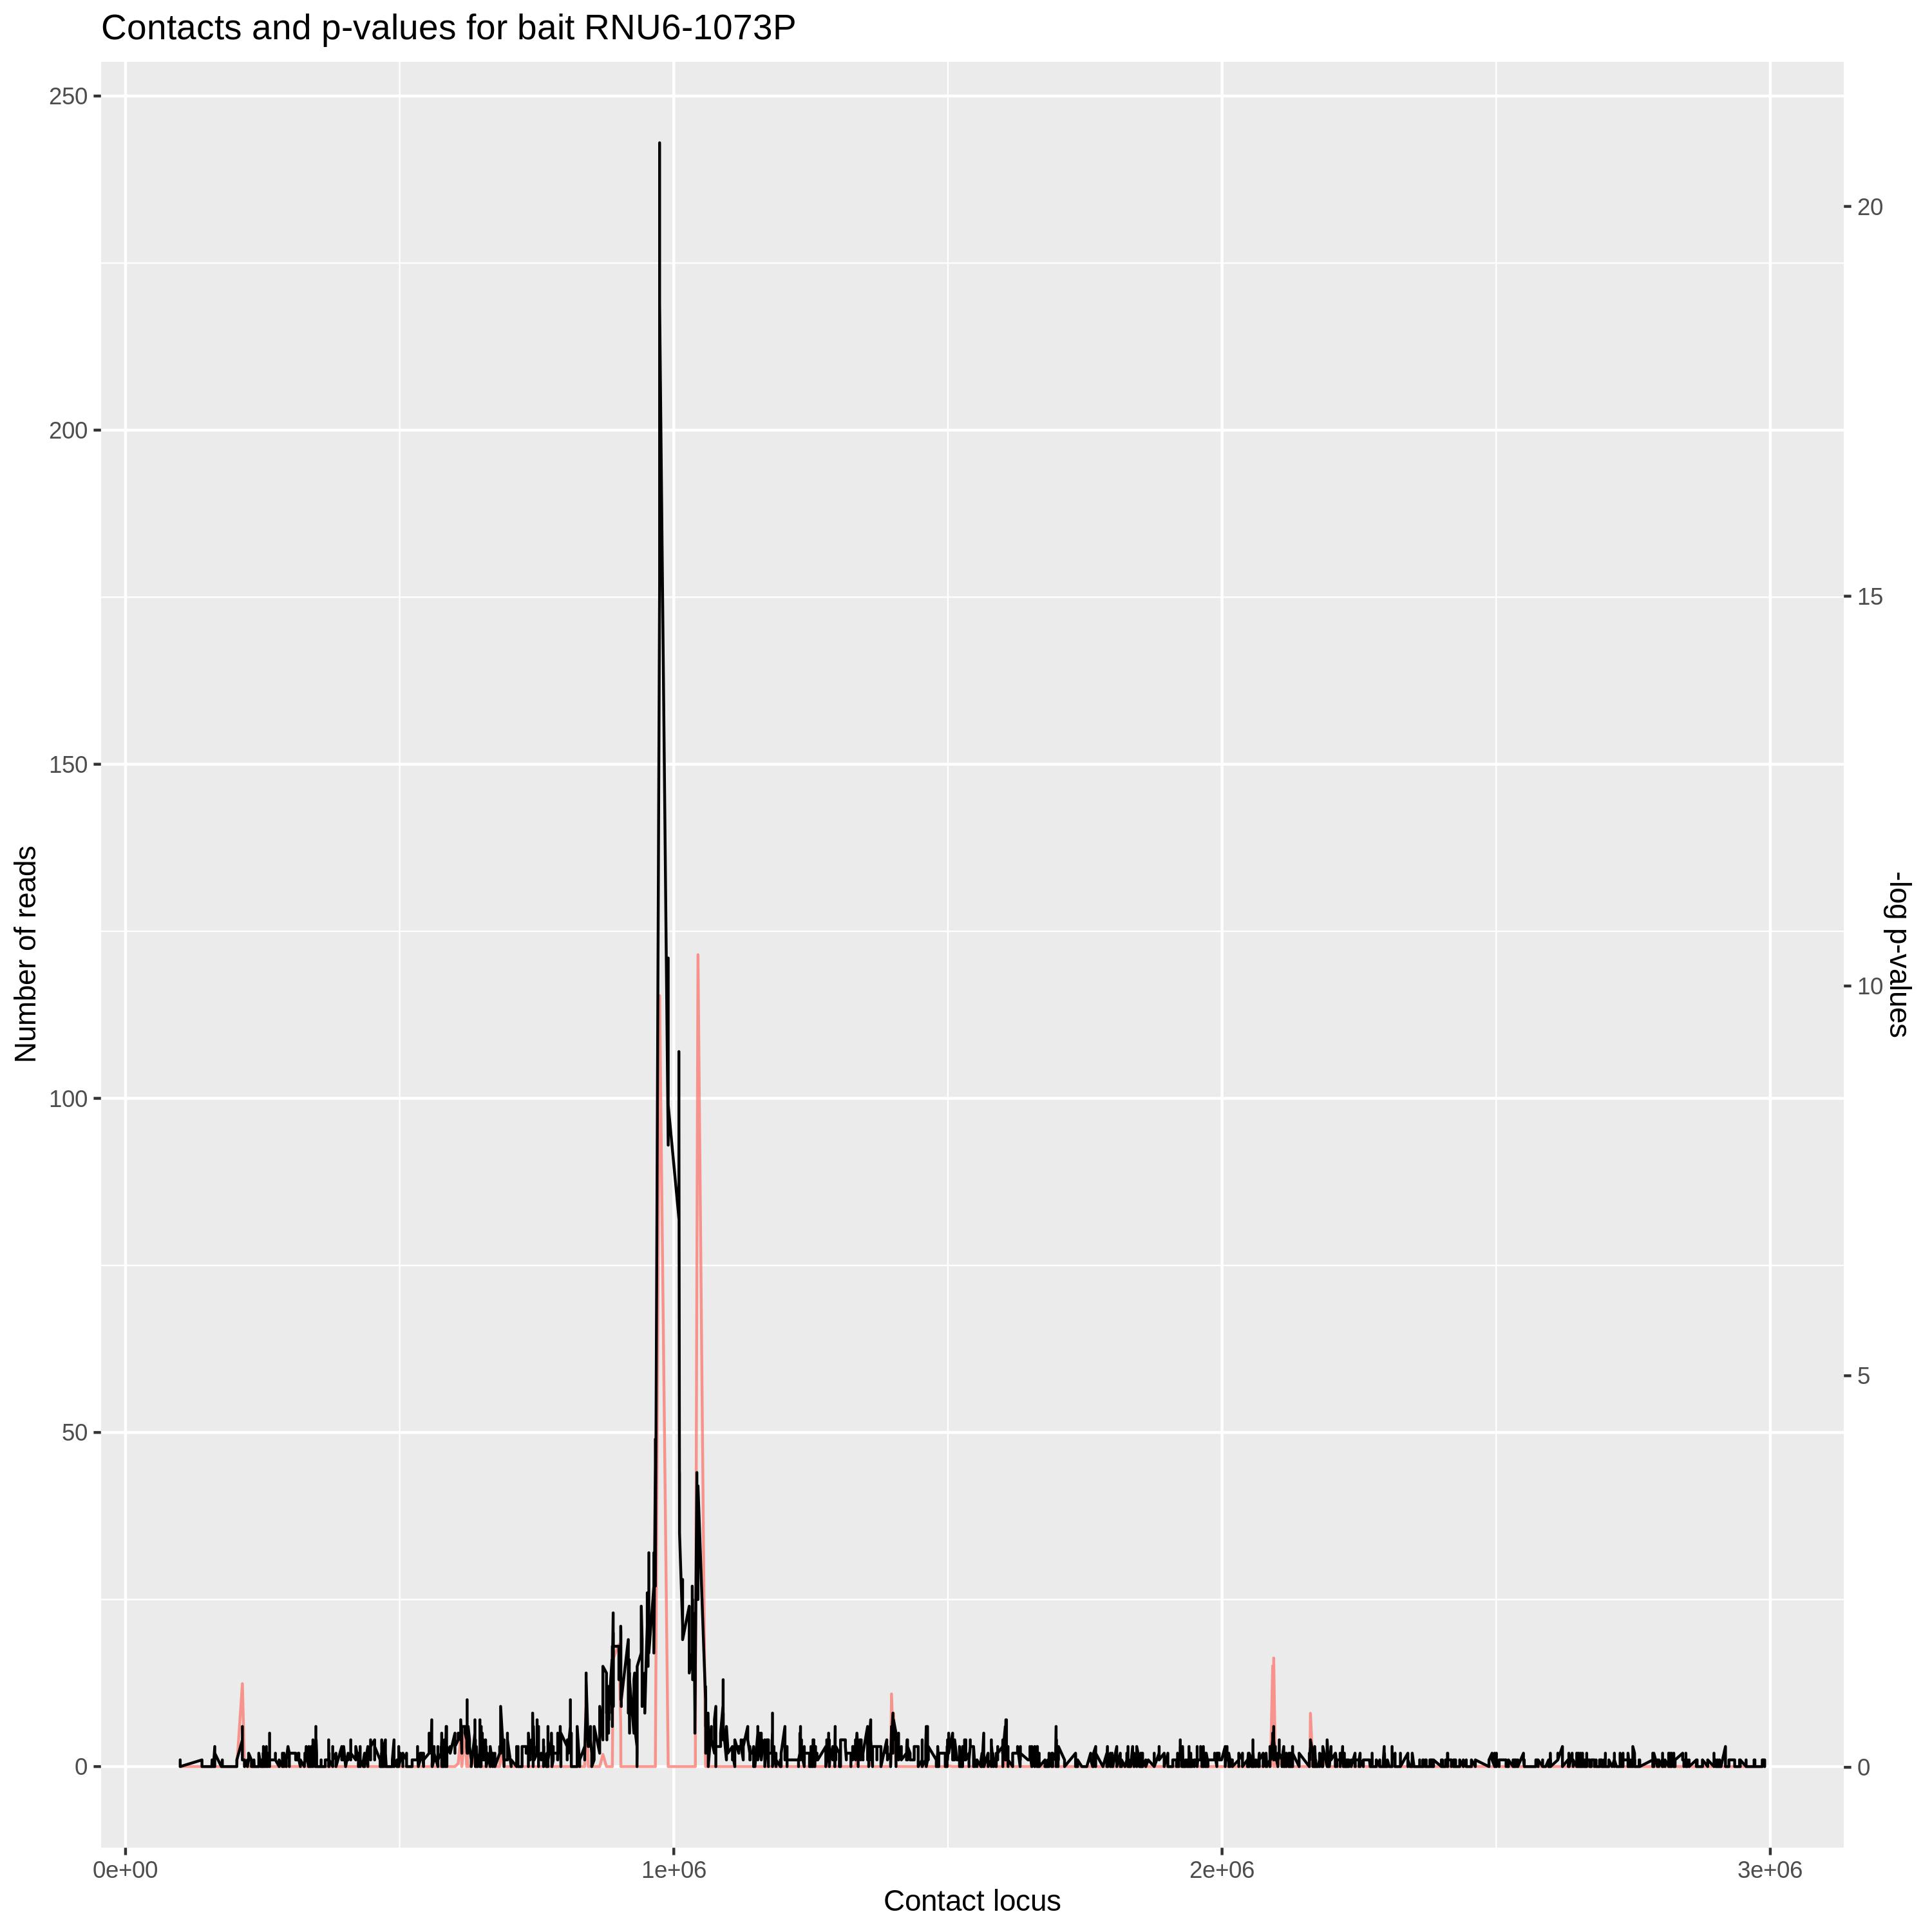 Contacts and p-values for bait RNU6-1073P
250
200
150
100
50
0
Number of reads
20
15
10
5
0
-log p-values
0e+00
1e+06
2e+06
3e+06
Contact locus